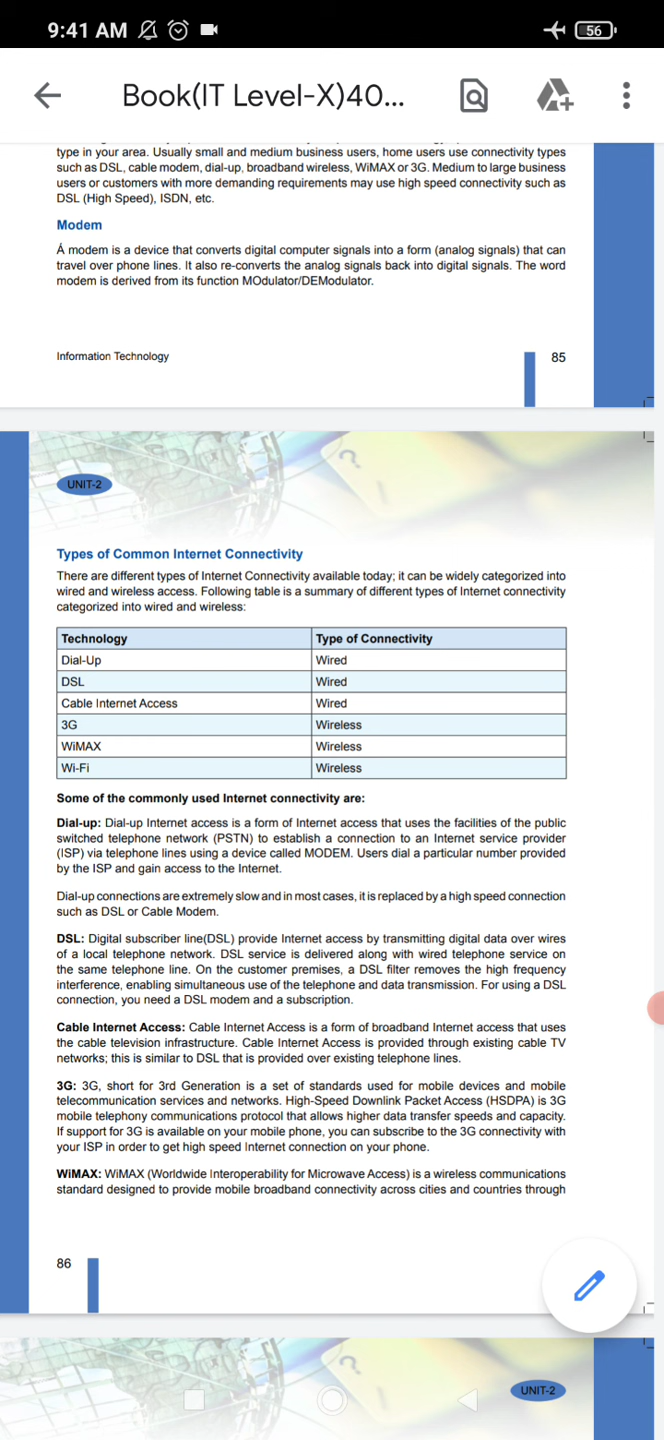 9:41 AM
56
Book(IT Level-X)40...
type in your area. Usually small and medium business users, home users use connectivity types
such as DSL, cable modem, dial-up, broadband wireless, WiMAX or 3G. Medium to large business
users or customers with more demanding requirements may use high speed connectivity such as
DSL (High Speed), ISDN, etc.
Modem
Á modem is a device that converts digital computer signals into a form (analog signals) that can
travel over phone lines. It also re-converts the analog signals back into digital signals. The word
modem is derived from its function MOdulator/DEModulator.
Information Technology
85
UNIT-2
Types of Common Internet Connectivity
There are different types of Internet Connectivity available today; it can be widely categorized into
wired and wireless access. Following table is a summary of different types of Internet connectivity
categorized into wired and wireless:
Technology Type of Connectivity
Dial-Up Wired
DSL Wired
Cable Internet Access Wired
3G Wireless
WiMAX Wireless
Wi-Fi Wireless
Some of the commonly used Internet connectivity are:
Dial-up: Dial-up Internet access is a form of Internet access that uses the facilities of the public
switched telephone network (PSTN) to establish a connection to an Internet service provider
(ISP) via telephone lines using a device called MODEM. Users dial a particular number provided
by the ISP and gain access to the Internet.
Dial-up connections are extremely slow and in most cases, it is replaced by a high speed connection
such as DSL or Cable Modem.
DSL: Digital subscriber line(DSL) provide Internet access by transmitting digital data over wires
of a local telephone network. DSL service is delivered along with wired telephone service on
the same telephone line. On the customer premises, a DSL filter removes the high frequency
interference, enabling simultaneous use of the telephone and data transmission. For using a DSL
connection, you need a DSL modem and a subscription.
Cable Internet Access: Cable Internet Access is a form of broadband Internet access that uses
the cable television infrastructure. Cable Internet Access is provided through existing cable TV
networks; this is similar to DSL that is provided over existing telephone lines.
3G: 3G, short for 3rd Generation is a set of standards used for mobile devices and mobile
telecommunication services and networks. High-Speed Downlink Packet Access (HSDPA) is 3G
mobile telephony communications protocol that allows higher data transfer speeds and capacity.
If support for 3G is available on your mobile phone, you can subscribe to the 3G connectivity with
your ISP in order to get high speed Internet connection on your phone.
WiMAX: WiMAX (Worldwide Interoperability for Microwave Access) is a wireless communications
standard designed to provide mobile broadband connectivity across cities and countries through
86
UNIT-2